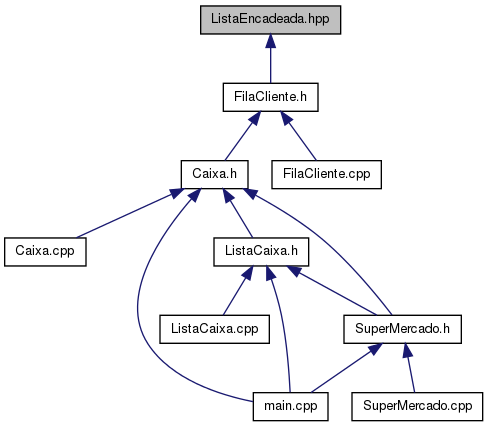 ListaEncadeada.hpp
FilaCliente.h
Caixa.h
FilaCliente.cpp
Caixa.cpp
ListaCaixa.h
ListaCaixa.cpp
SuperMercado.h
main.cpp
SuperMercado.cpp